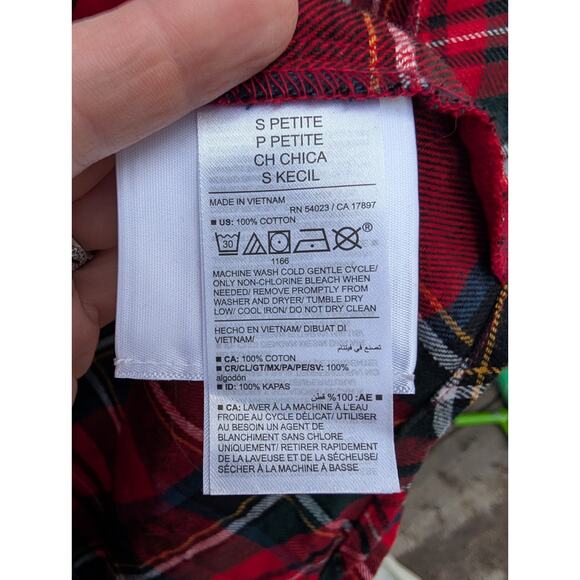 S PETITE
P PETITE
CH CHICA
S KECIL
MADE IN VIETNAM
RN 54023 / CA 17897
■ US: 100% COTTON
30
®
1166
MACHINE WASH COLD GENTLE CYCLE/
ONLY NON-CHLORINE BLEACH WHEN
NEEDED/ REMOVE PROMPTLY FROM
WASHER AND DRYER/ TUMBLE DRY
LOW/ COOL IRON/ DO NOT DRY CLEAN
HECHO EN VIETNAM/ DIBUAT DI
VIETNAM/
تصنع في فيتنام
■ CA: 100% COTON
■ CR/CL/GT/MX/PA/PE/SV: 100%
algodón
■ ID: 100% KAPAS
■ AE: 100% قطن
■ CA: LAVER À LA MACHINE À L'EAU
FROIDE AU CYCLE DÉLICAT/ UTILISER
AU BESOIN UN AGENT DE
BLANCHIMENT SANS CHLORE
UNIQUEMENT/ RETIRER RAPIDEMENT
DE LA LAVEUSE ET DE LA SÉCHEUSE/
SÉCHER À LA MACHINE À BASSE